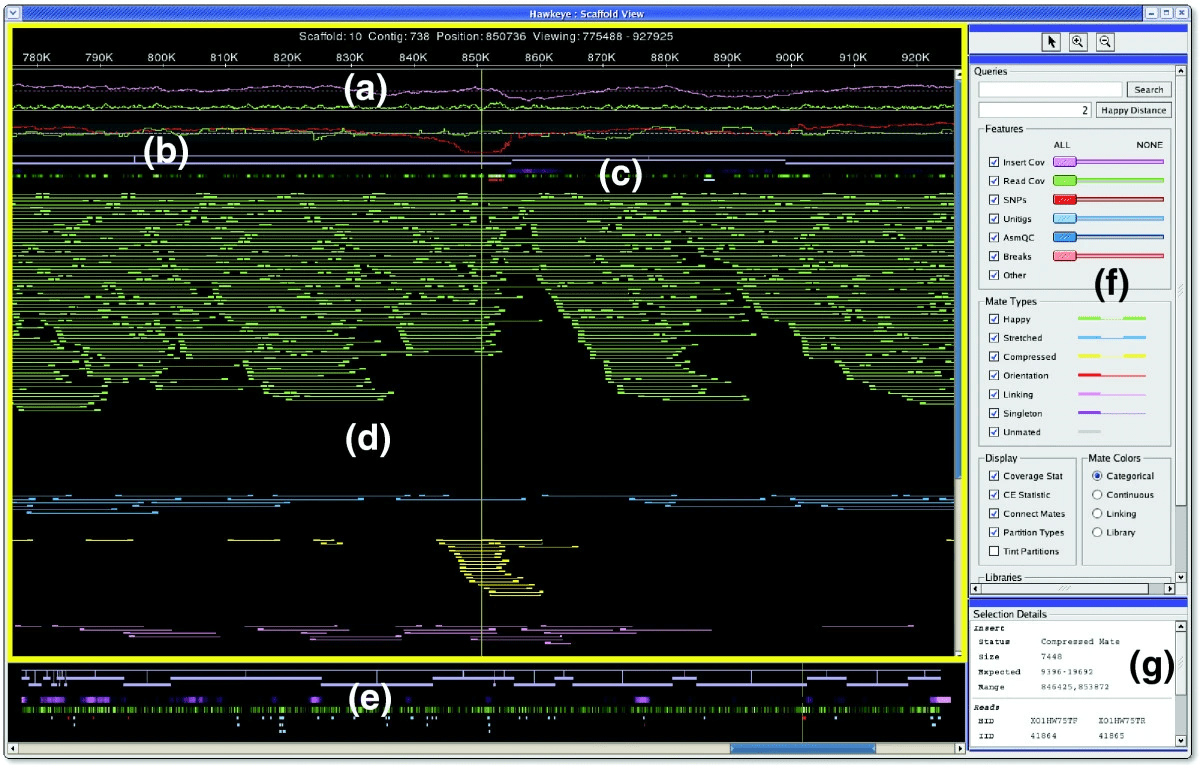 Hawkeye : Scaffold View
Scaffold: 10 Contig: 738 Position: 850736 Viewing: 775488 - 927925
780K 790K 800K 810K 820K 830K 840K 850K 860K 870K 880K 890K 900K 910K 920K
(a)
(b)
(c)
(d)
(e)
Queries
Search
2 Happy Distance
Features
ALL NONE
Insert Cov
Read Cov
SNPs
Unitigs
AsmQC
Breaks
Other
(f)
Mate Types
Happy
Stretched
Compressed
Orientation
Linking
Singleton
Unmated
Display
Coverage Stat
CE Statistic
Connect Mates
Partition Types
Tint Partitions
Mate Colors
Categorical
Continuous
Linking
Library
Libraries
Selection Details
Insert
Status Compressed Mate
Size 7448
Expected 9396-19692
Range 846425,853872
(g)
Reads
EID X01HW75TF X01HW75TR
IID 41864 41865